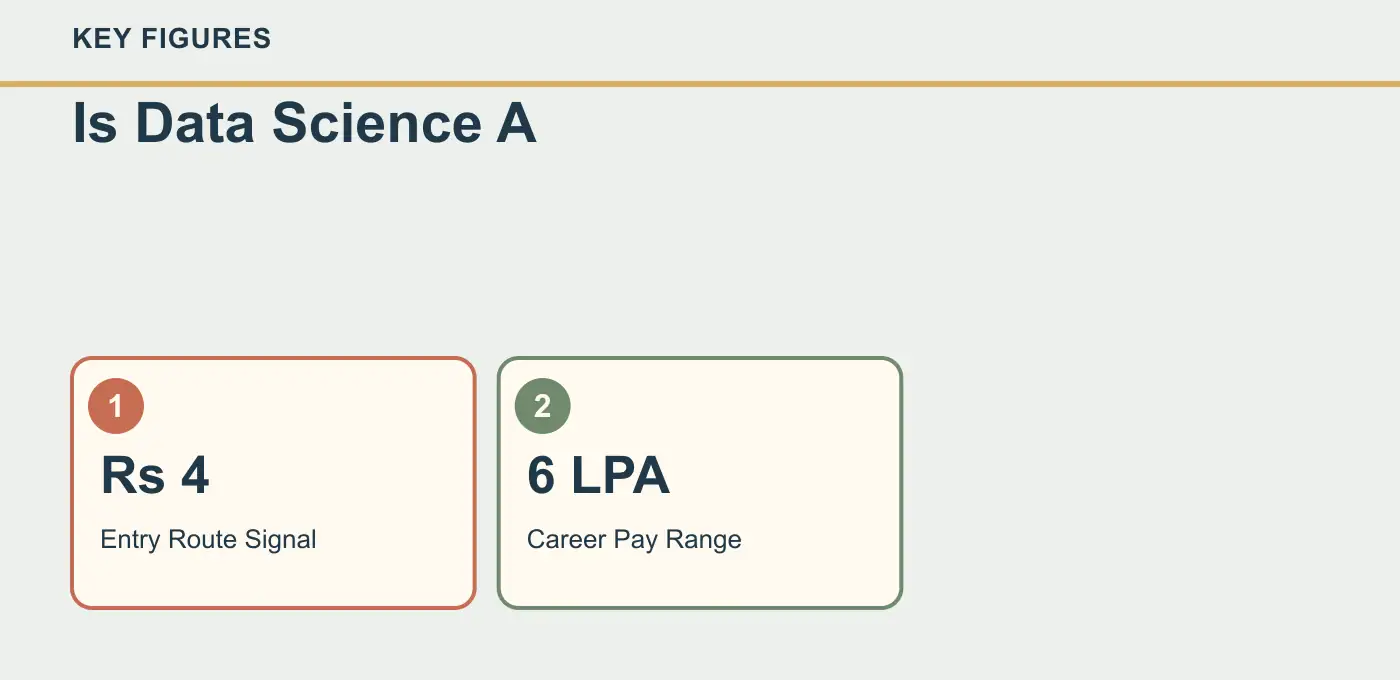 KEY FIGURES
Is Data Science A
1
Rs 4
Entry Route Signal
2
6 LPA
Career Pay Range